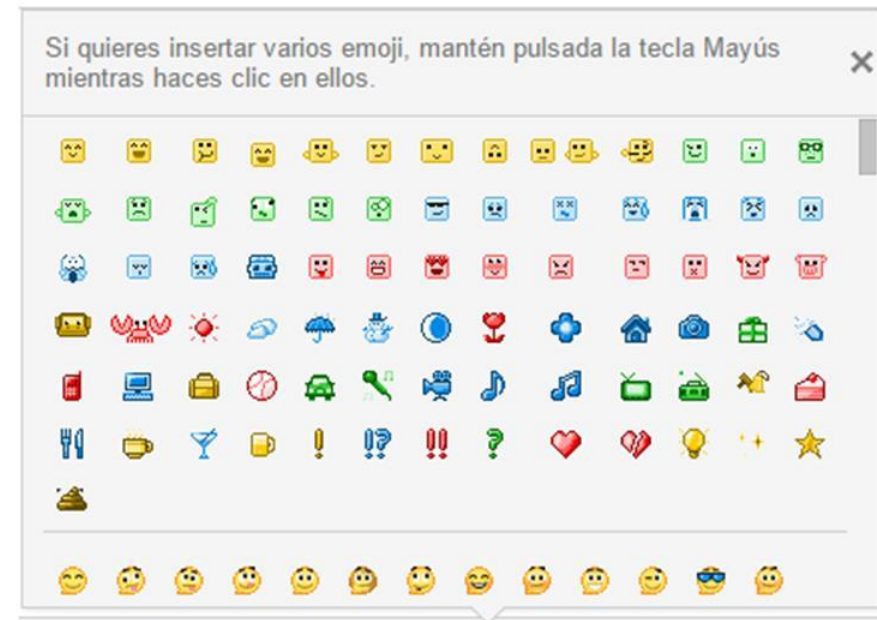 Si quieres insertar varios emoji, mantén pulsada la tecla Mayús
mientras haces clic en ellos.